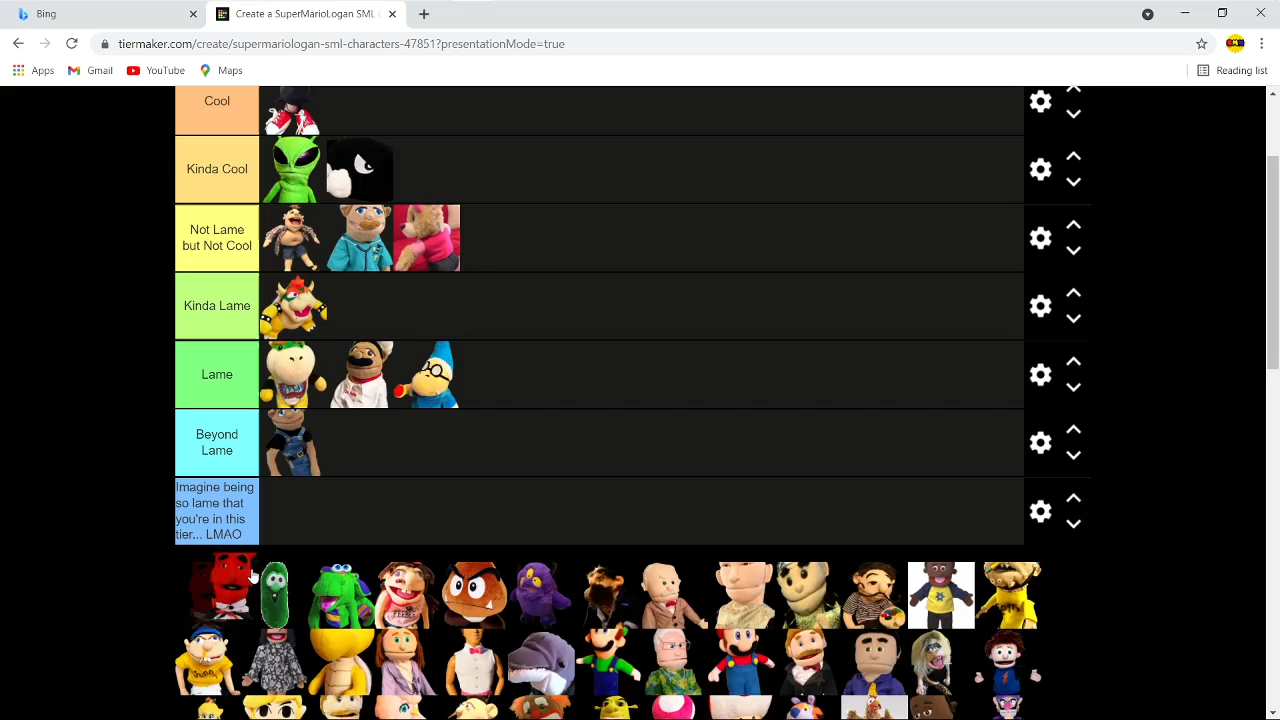 Bing
Create a SuperMarioLogan SML
tiermaker.com/create/supermariologan-sml-characters-47851?presentationMode=true
Apps
Gmail
YouTube
Maps
Reading list
Cool
Kinda Cool
Not Lame
but Not Cool
Kinda Lame
Lame
Beyond
Lame
Imagine being
so lame that
you're in this
tier... LMAO